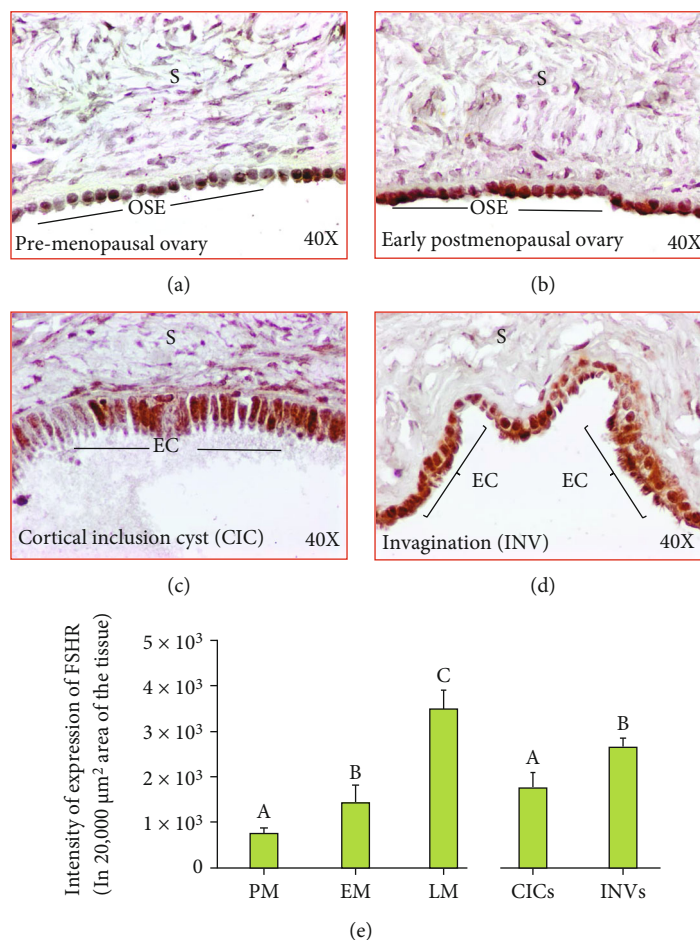 S
OSE
Pre-menopausal ovary 40X
(a)
S
OSE
Early postmenopausal ovary 40X
(b)
S
EC
Cortical inclusion cyst (CIC) 40X
(c)
S
EC EC
Invagination (INV) 40X
(d)
Intensity of expression of FSHR
(In 20,000 μm² area of the tissue)
5 × 10³
4 × 10³
3 × 10³
2 × 10³
1 × 10³
0
A
B
C
A
B
PM EM LM CICs INVs
(e)